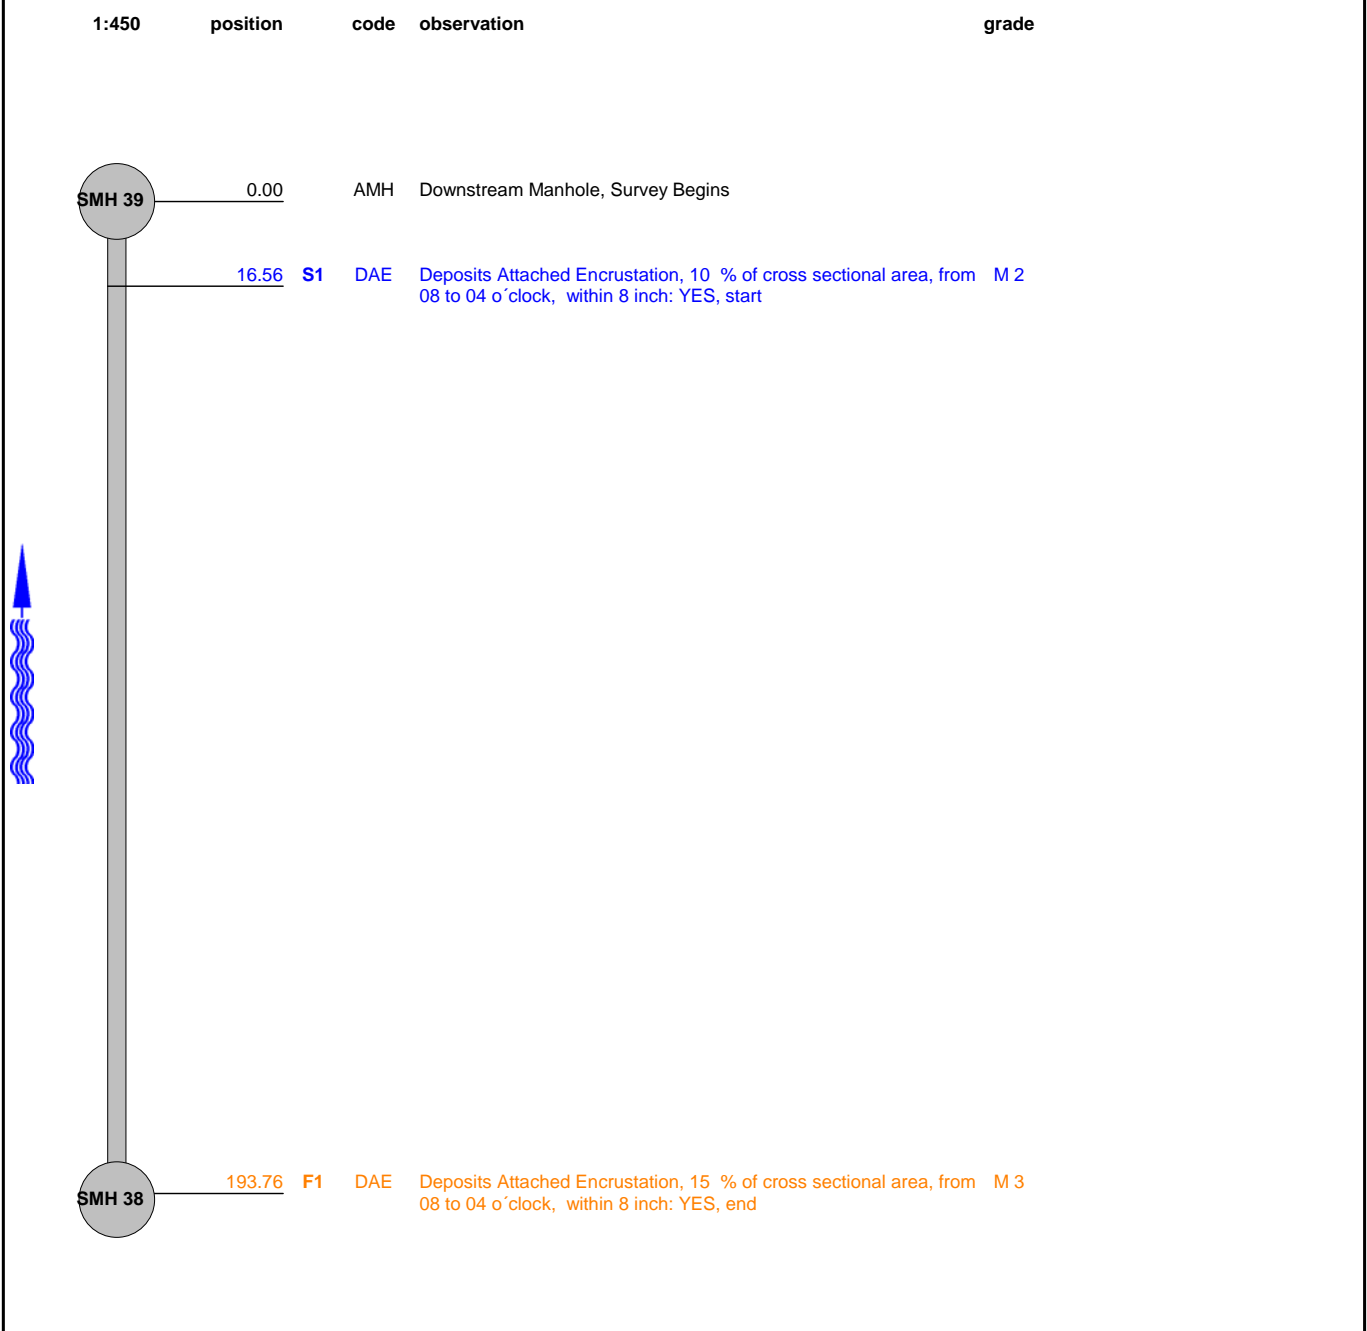 1:450 position code observation grade
SMH 39 0.00 AMH Downstream Manhole, Survey Begins
16.56 S1 DAE Deposits Attached Encrustation, 10 % of cross sectional area, from M 2
08 to 04 o´clock, within 8 inch: YES, start
193.76 F1 DAE Deposits Attached Encrustation, 15 % of cross sectional area, from M 3
SMH 38 08 to 04 o´clock, within 8 inch: YES, end